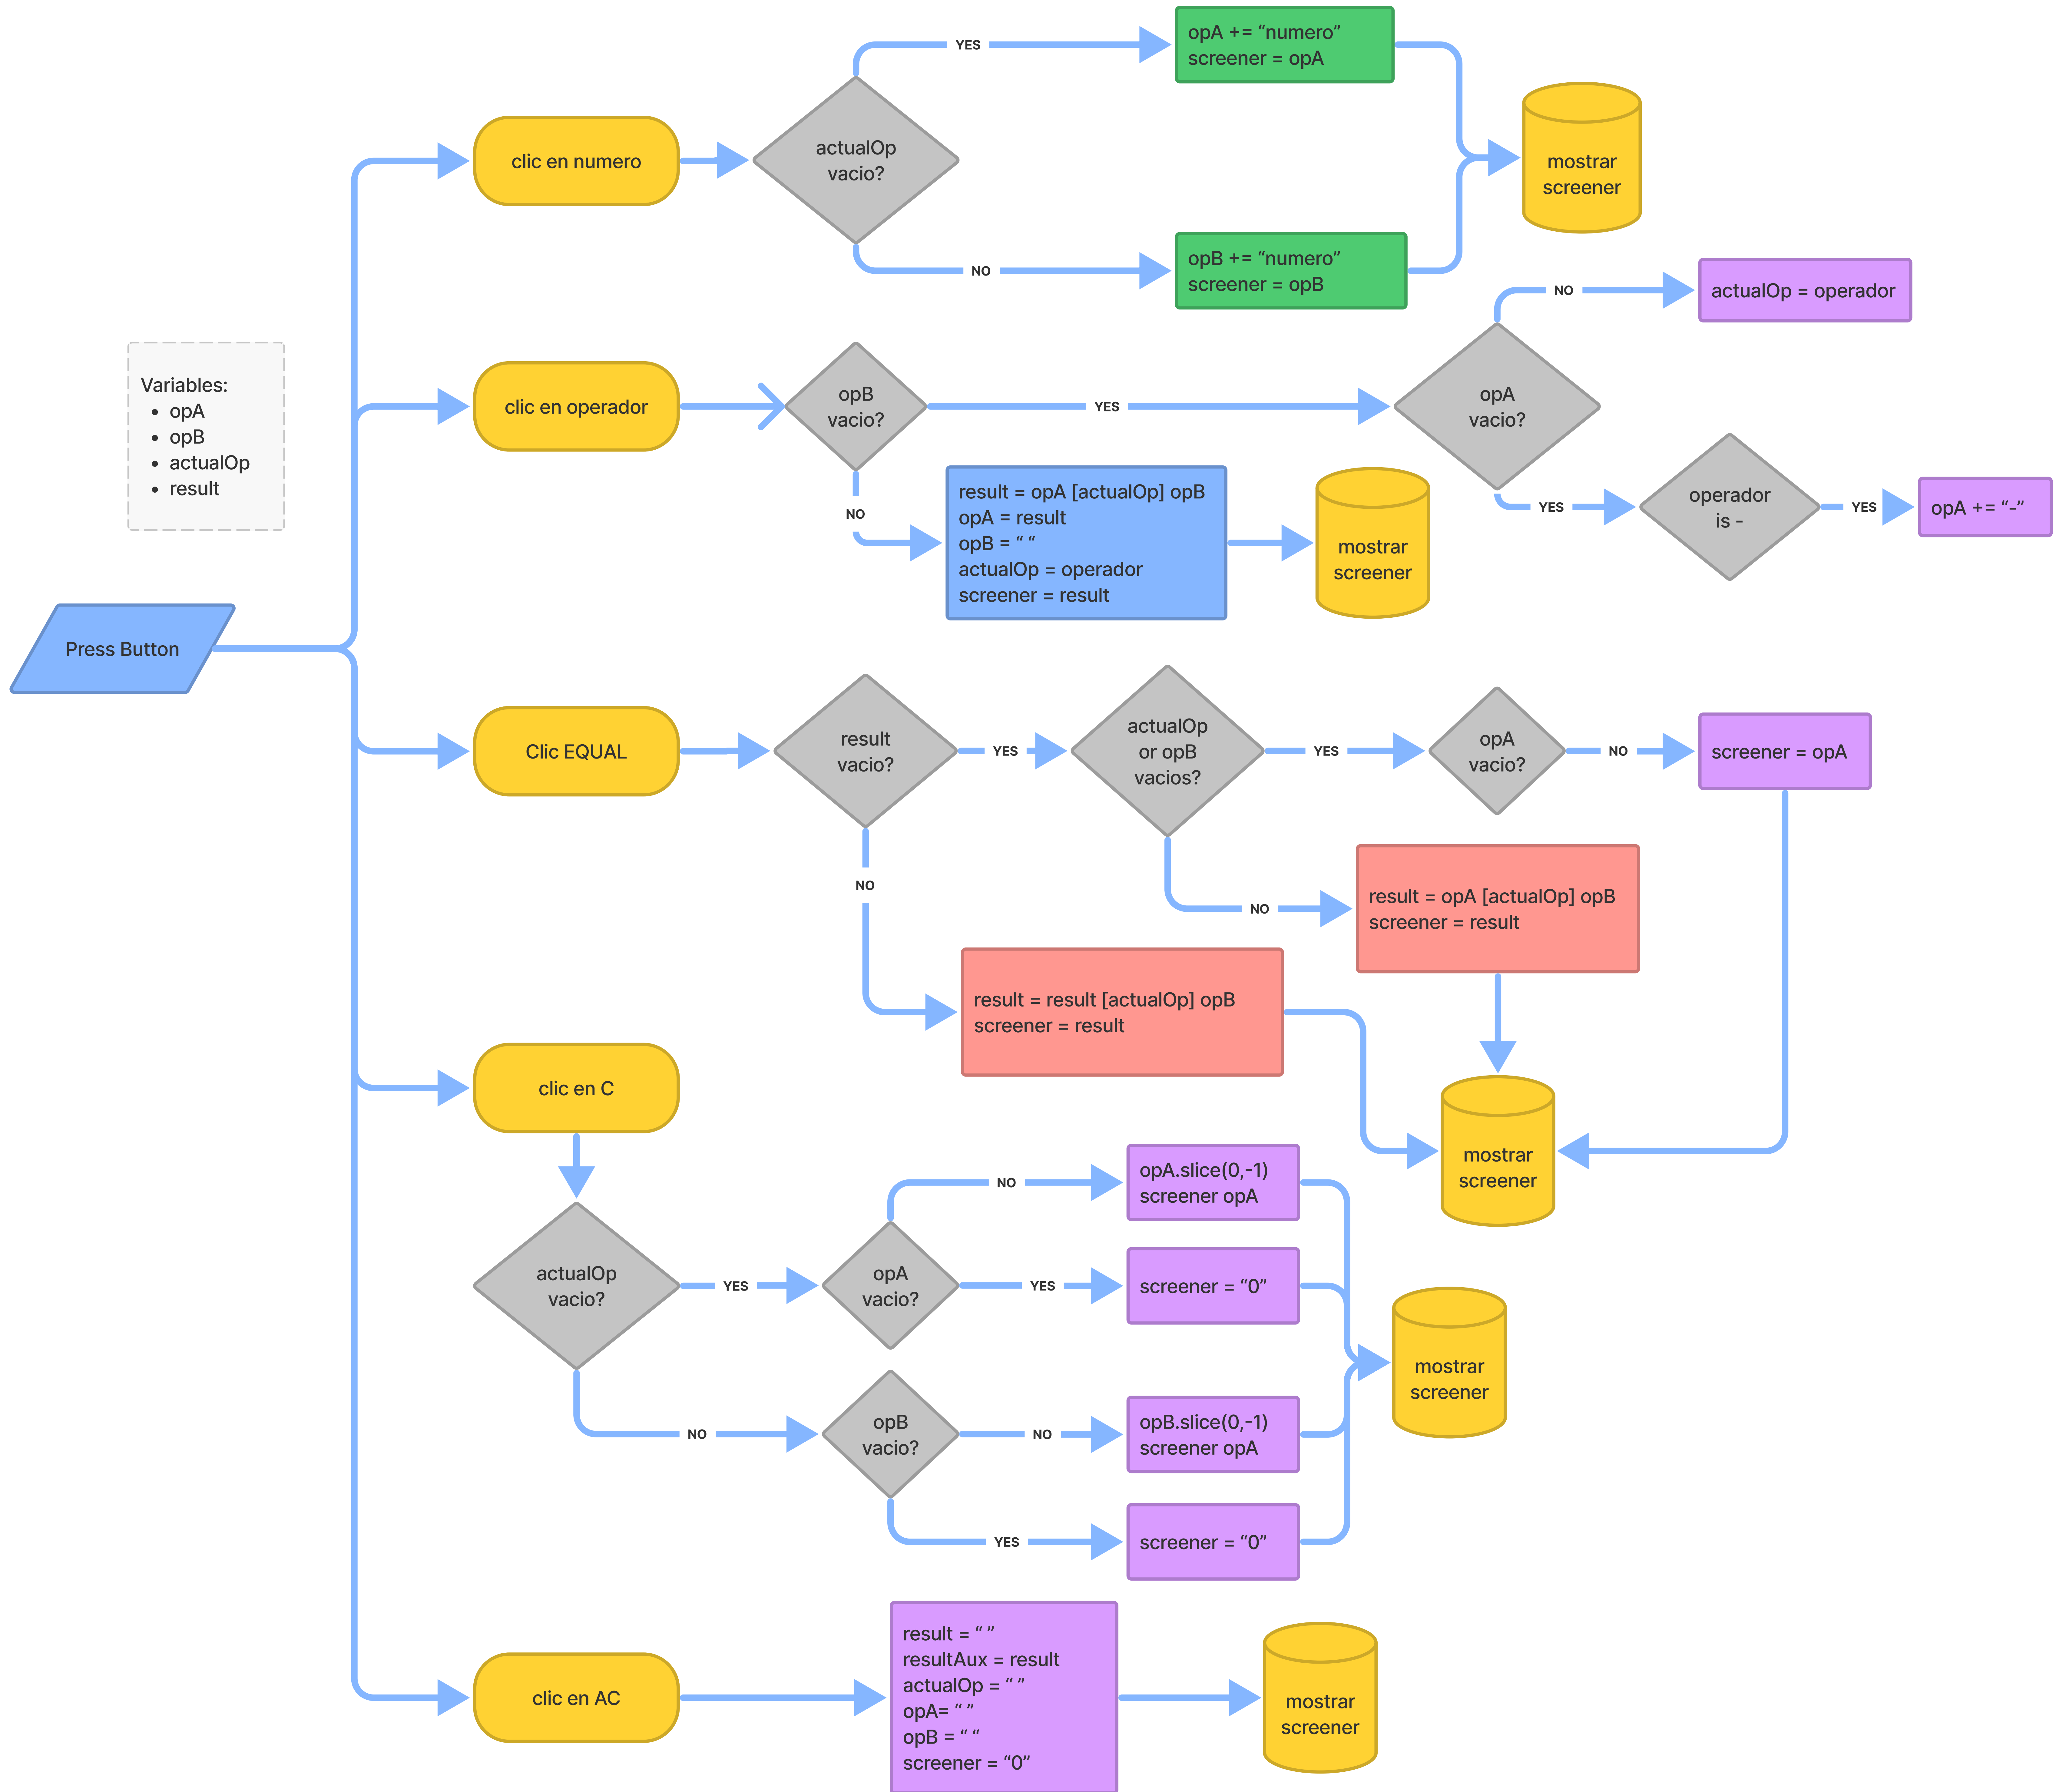 YES
opA += “numero”
screener = opA
clic en numero
actualOp
vacio?
mostrar
screener
NO
opB += “numero”
screener = opB
NO
actualOp = operador
Variables:
• opA
• opB
• actualOp
• result
clic en operador
opB
vacio?
YES
opA
vacio?
YES
operador
is -
YES
opA += “-”
NO
result = opA [actualOp] opB
opA = result
opB = “ “
actualOp = operador
screener = result
mostrar
screener
Press Button
Clic EQUAL
result
vacio?
YES
actualOp
or opB
vacios?
YES
opA
vacio?
NO
screener = opA
NO
NO
result = opA [actualOp] opB
screener = result
result = result [actualOp] opB
screener = result
mostrar
screener
clic en C
actualOp
vacio?
YES
opA
vacio?
NO
opA.slice(0,-1)
screener opA
YES
screener = “0”
mostrar
screener
NO
opB
vacio?
NO
opB.slice(0,-1)
screener opA
YES
screener = “0”
clic en AC
result = “ ”
resultAux = result
actualOp = “ ”
opA= “ ”
opB = “ “
screener = “0”
mostrar
screener